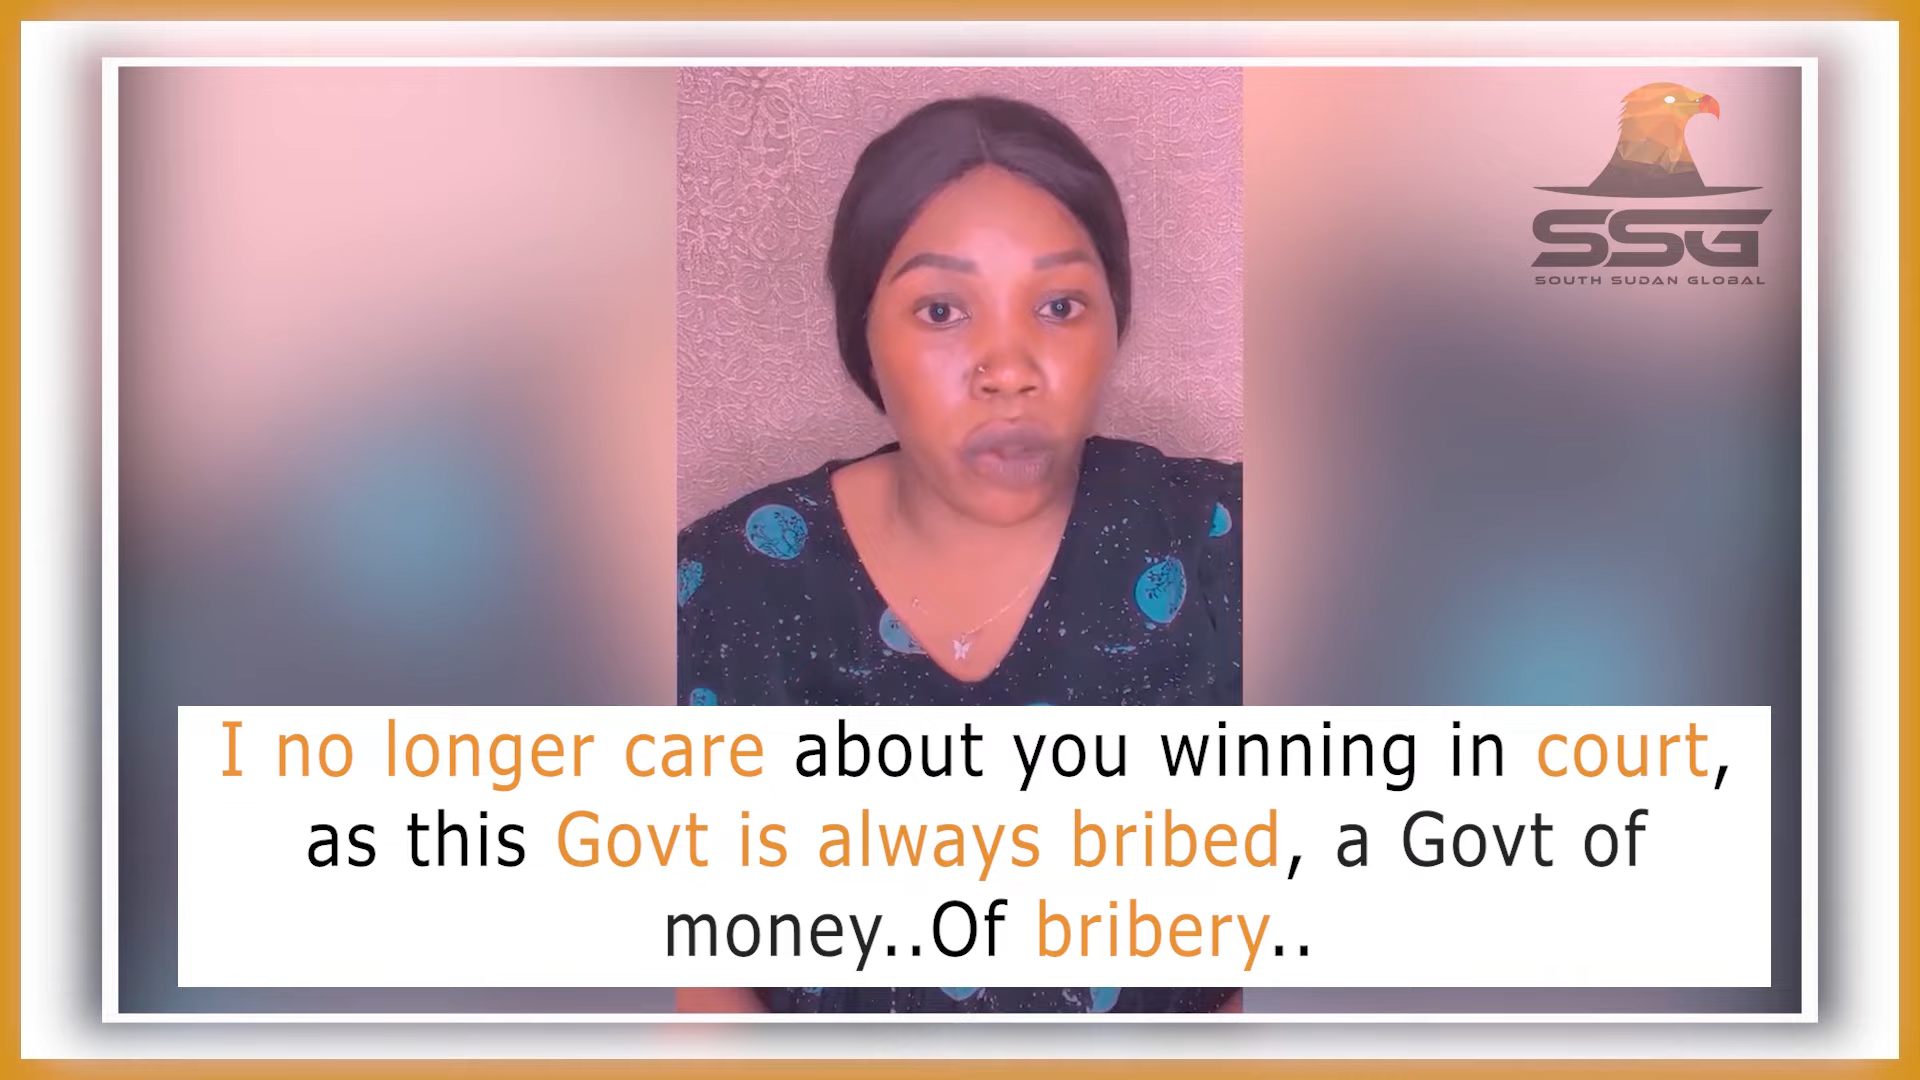 SSG
SOUTH SUDAN GLOBAL
I no longer care about you winning in court,
as this Govt is always bribed, a Govt of
money..Of bribery..